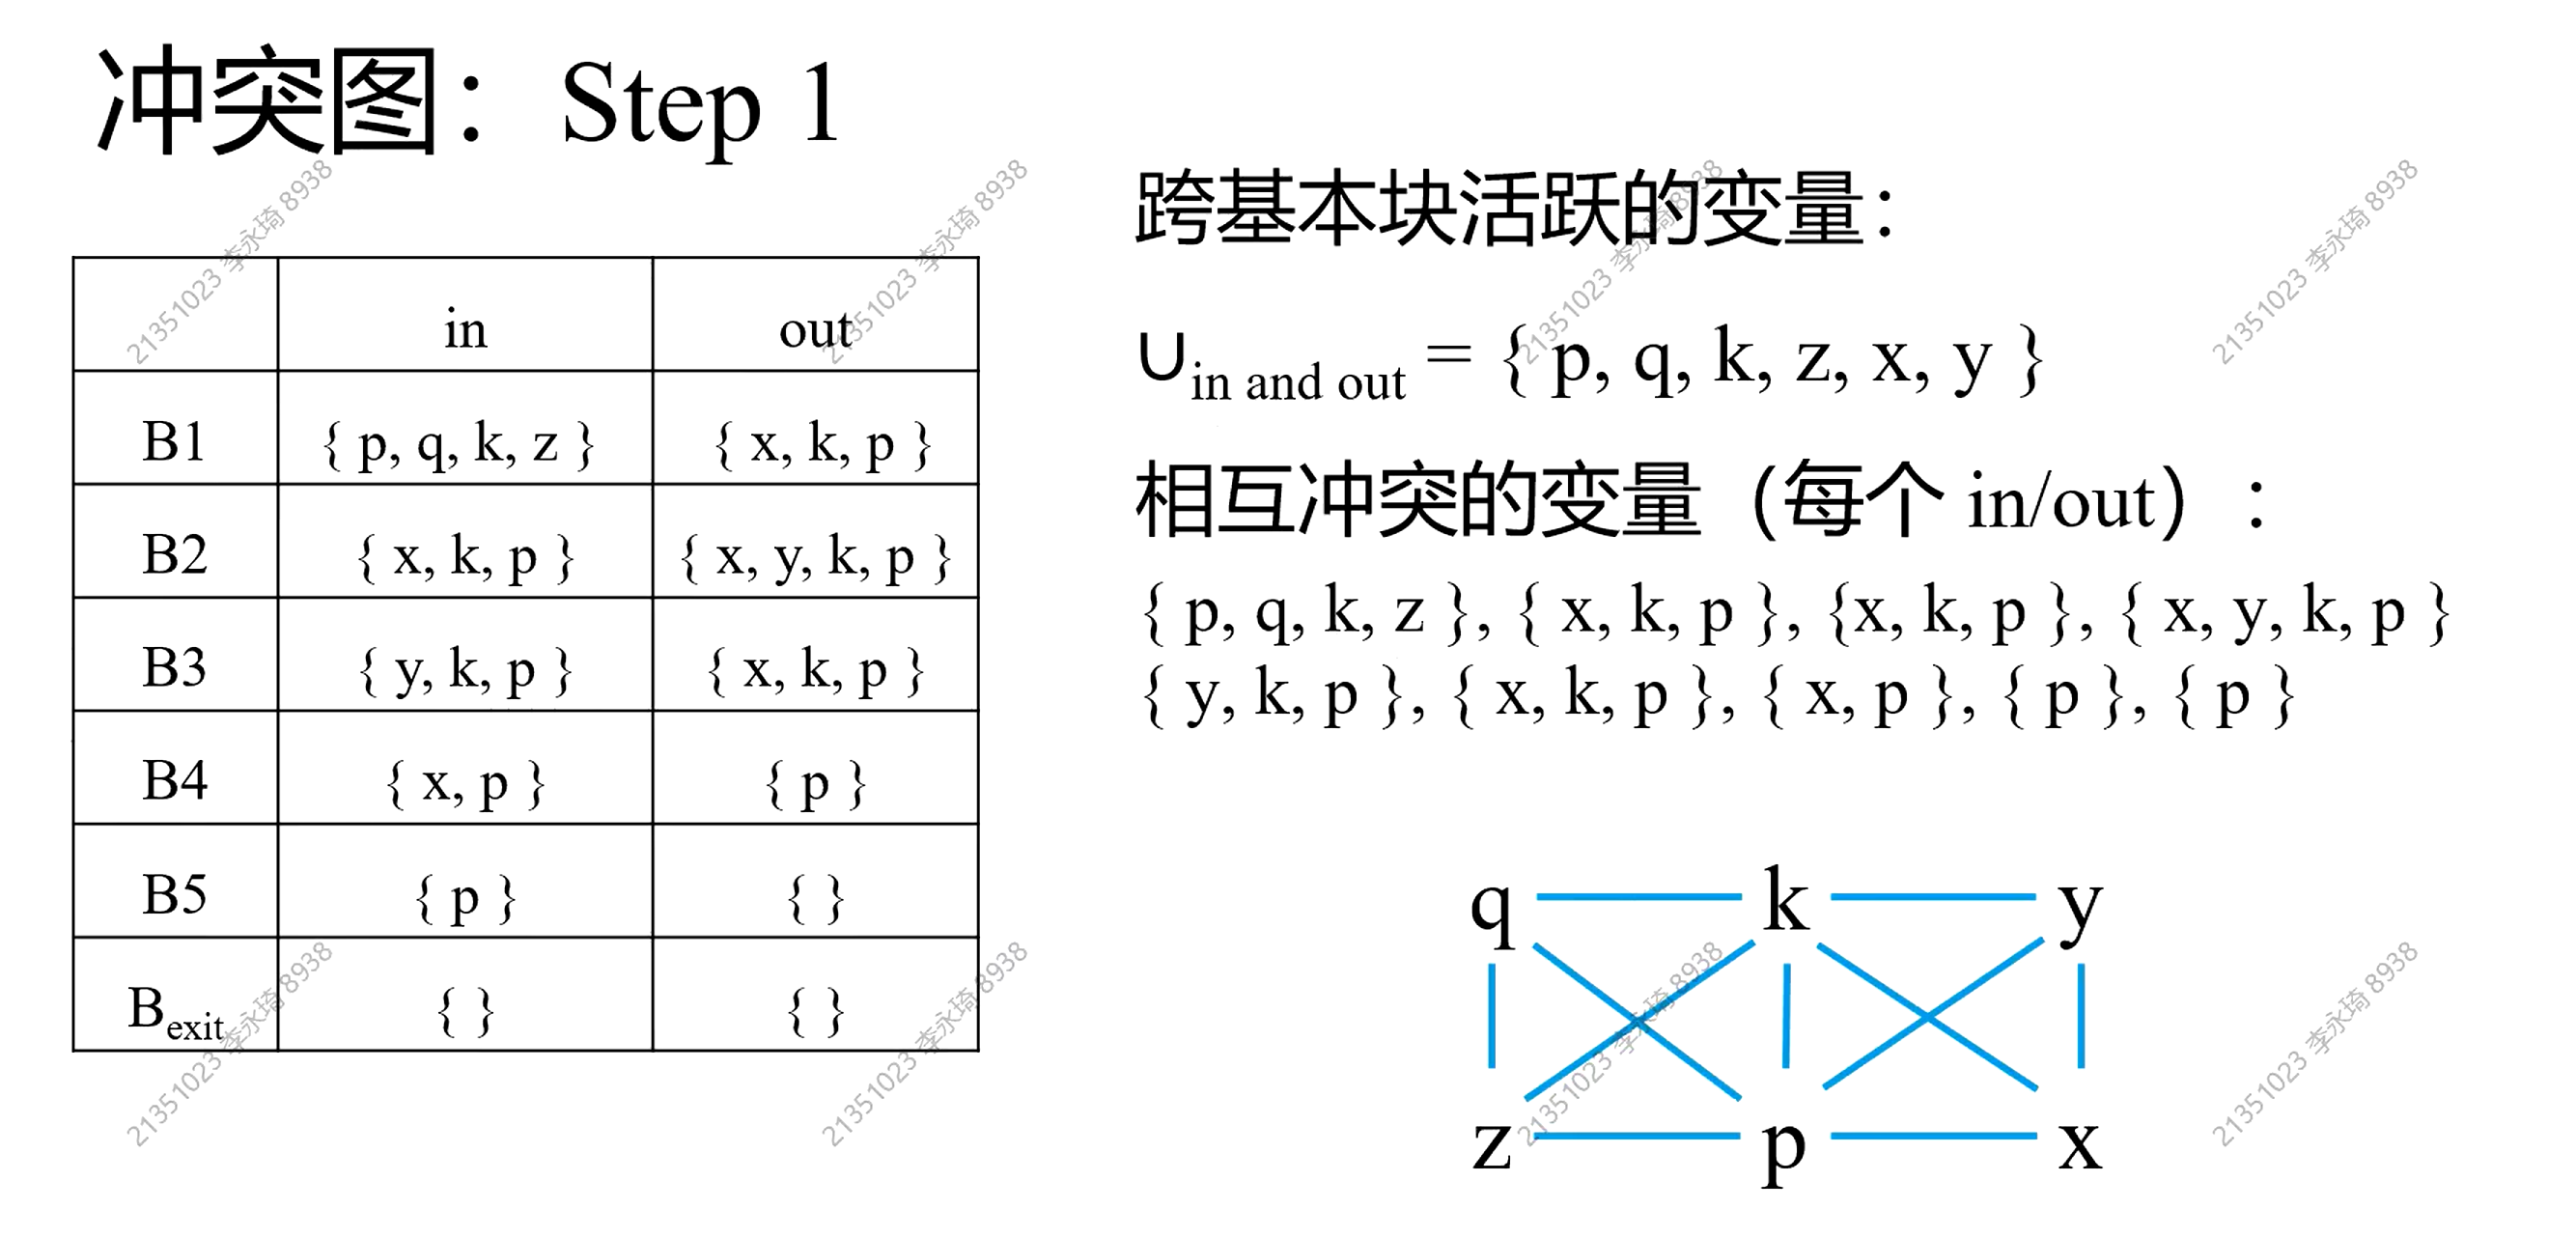 冲突图：Step 1
in out
B1 { p, q, k, z } { x, k, p }
B2 { x, k, p } { x, y, k, p }
B3 { y, k, p } { x, k, p }
B4 { x, p } { p }
B5 { p } { }
Bexit { } { }
跨基本块活跃的变量：
∪in and out = { p, q, k, z, x, y }
相互冲突的变量（每个 in/out）：
{ p, q, k, z }, { x, k, p }, {x, k, p }, { x, y, k, p }
{ y, k, p }, { x, k, p }, { x, p }, { p }, { p }
q k y
z p x
21351023 李永琦 8938
21351023 李永琦 8938
21351023 李永琦 8938
21351023 李永琦 8938
21351023 李永琦 8938
21351023 李永琦 8938
21351023 李永琦 8938
21351023 李永琦 8938